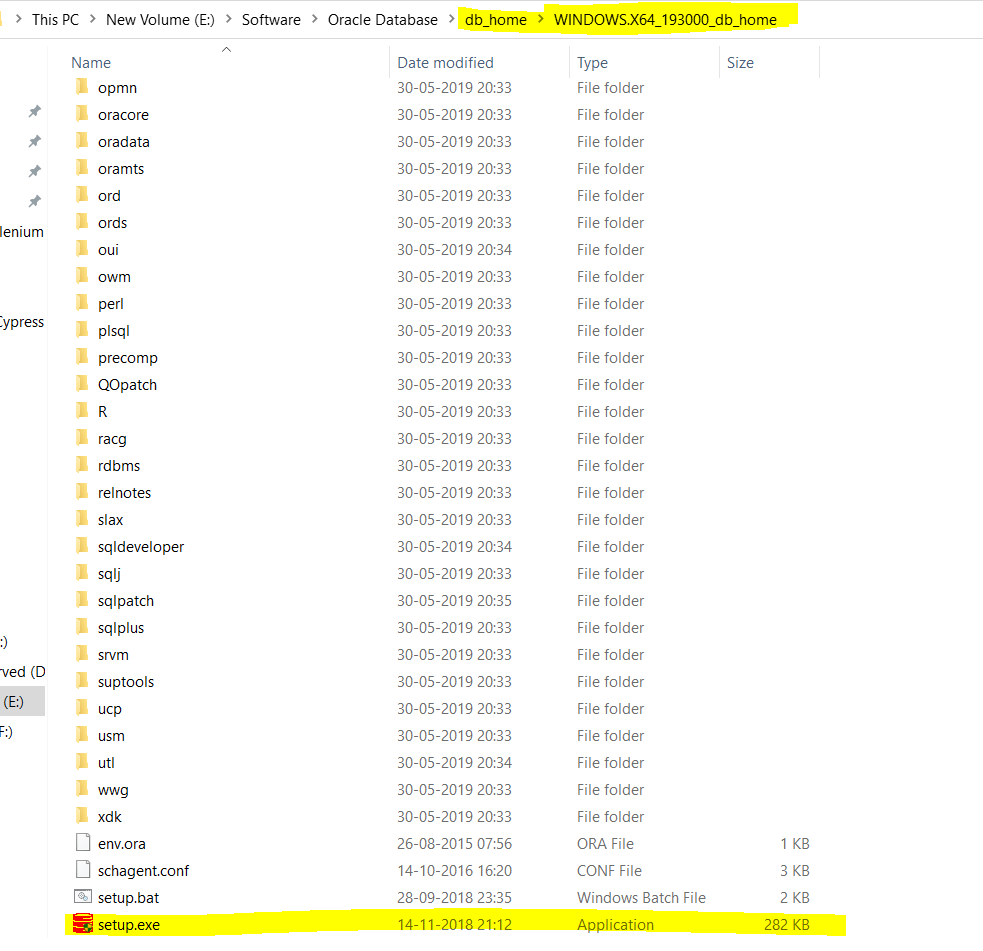 This PC > New Volume (E:) > Software > Oracle Database > db_home > WINDOWS.X64_193000_db_home
Name Date modified Type Size
opmn 30-05-2019 20:33 File folder
oracore 30-05-2019 20:33 File folder
oradata 30-05-2019 20:33 File folder
oramts 30-05-2019 20:33 File folder
ord 30-05-2019 20:33 File folder
ords 30-05-2019 20:33 File folder
lenium
oui 30-05-2019 20:34 File folder
owm 30-05-2019 20:33 File folder
perl 30-05-2019 20:33 File folder
Cypress
plsql 30-05-2019 20:33 File folder
precomp 30-05-2019 20:33 File folder
QOpatch 30-05-2019 20:33 File folder
R 30-05-2019 20:33 File folder
racg 30-05-2019 20:33 File folder
rdbms 30-05-2019 20:33 File folder
relnotes 30-05-2019 20:33 File folder
slax 30-05-2019 20:33 File folder
sqldeveloper 30-05-2019 20:34 File folder
sqlj 30-05-2019 20:33 File folder
sqlpatch 30-05-2019 20:35 File folder
sqlplus 30-05-2019 20:33 File folder
:)
srvm 30-05-2019 20:33 File folder
rved (D
suptools 30-05-2019 20:33 File folder
(E:)
ucp 30-05-2019 20:33 File folder
F:)
usm 30-05-2019 20:33 File folder
utl 30-05-2019 20:34 File folder
wwg 30-05-2019 20:33 File folder
xdk 30-05-2019 20:33 File folder
env.ora 26-08-2015 07:56 ORA File 1 KB
schagent.conf 14-10-2016 16:20 CONF File 3 KB
setup.bat 28-09-2018 23:35 Windows Batch File 2 KB
setup.exe 14-11-2018 21:12 Application 282 KB